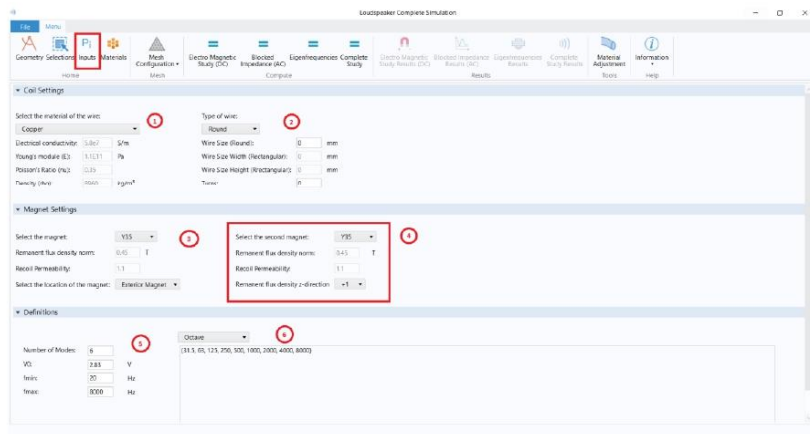 Loudspeaker Complete Simulation
File Menu
Geometry Selections Inputs Materials Mesh Configuration Electro Magnetic Study (DC) Blocked Impedance (AC) Eigenfrequencies Complete Study Electro Magnetic Study Results (DC) Blocked Impedance Results (AC) Eigenfrequencies Results Complete Study Results Material Adjustment Information
Pi
Home Mesh Compute Results Tools Help
Coil Settings
Select the material of the wire: 1 Type of wire: 2
Copper Round
Electrical conductivity: 5.8e7 S/m Wire Size (Round): 0 mm
Young's module (E): 1.1E11 Pa Wire Size Width (Rectangular): 0 mm
Poisson's Ratio (nu): 0.35 Wire Size Height (Rrectangular): 0 mm
Density (rho): kg/m³ Turns: 0
Magnet Settings
Select the magnet: Y35 3 Select the second magnet: Y35 4
Remanent flux density norm: 0.45 T Remanent flux density norm: 0.45 T
Recoil Permeability: 1.1 Recoil Permeability: 1.1
Select the location of the magnet: Exterior Magnet Remanent flux density z-direction +1
Definitions
Octave 6
Number of Modes: 6 5 {31.5, 63, 125, 250, 500, 1000, 2000, 4000, 8000}
V0: 2.83 V
fmin: 20 Hz
fmax: 8000 Hz